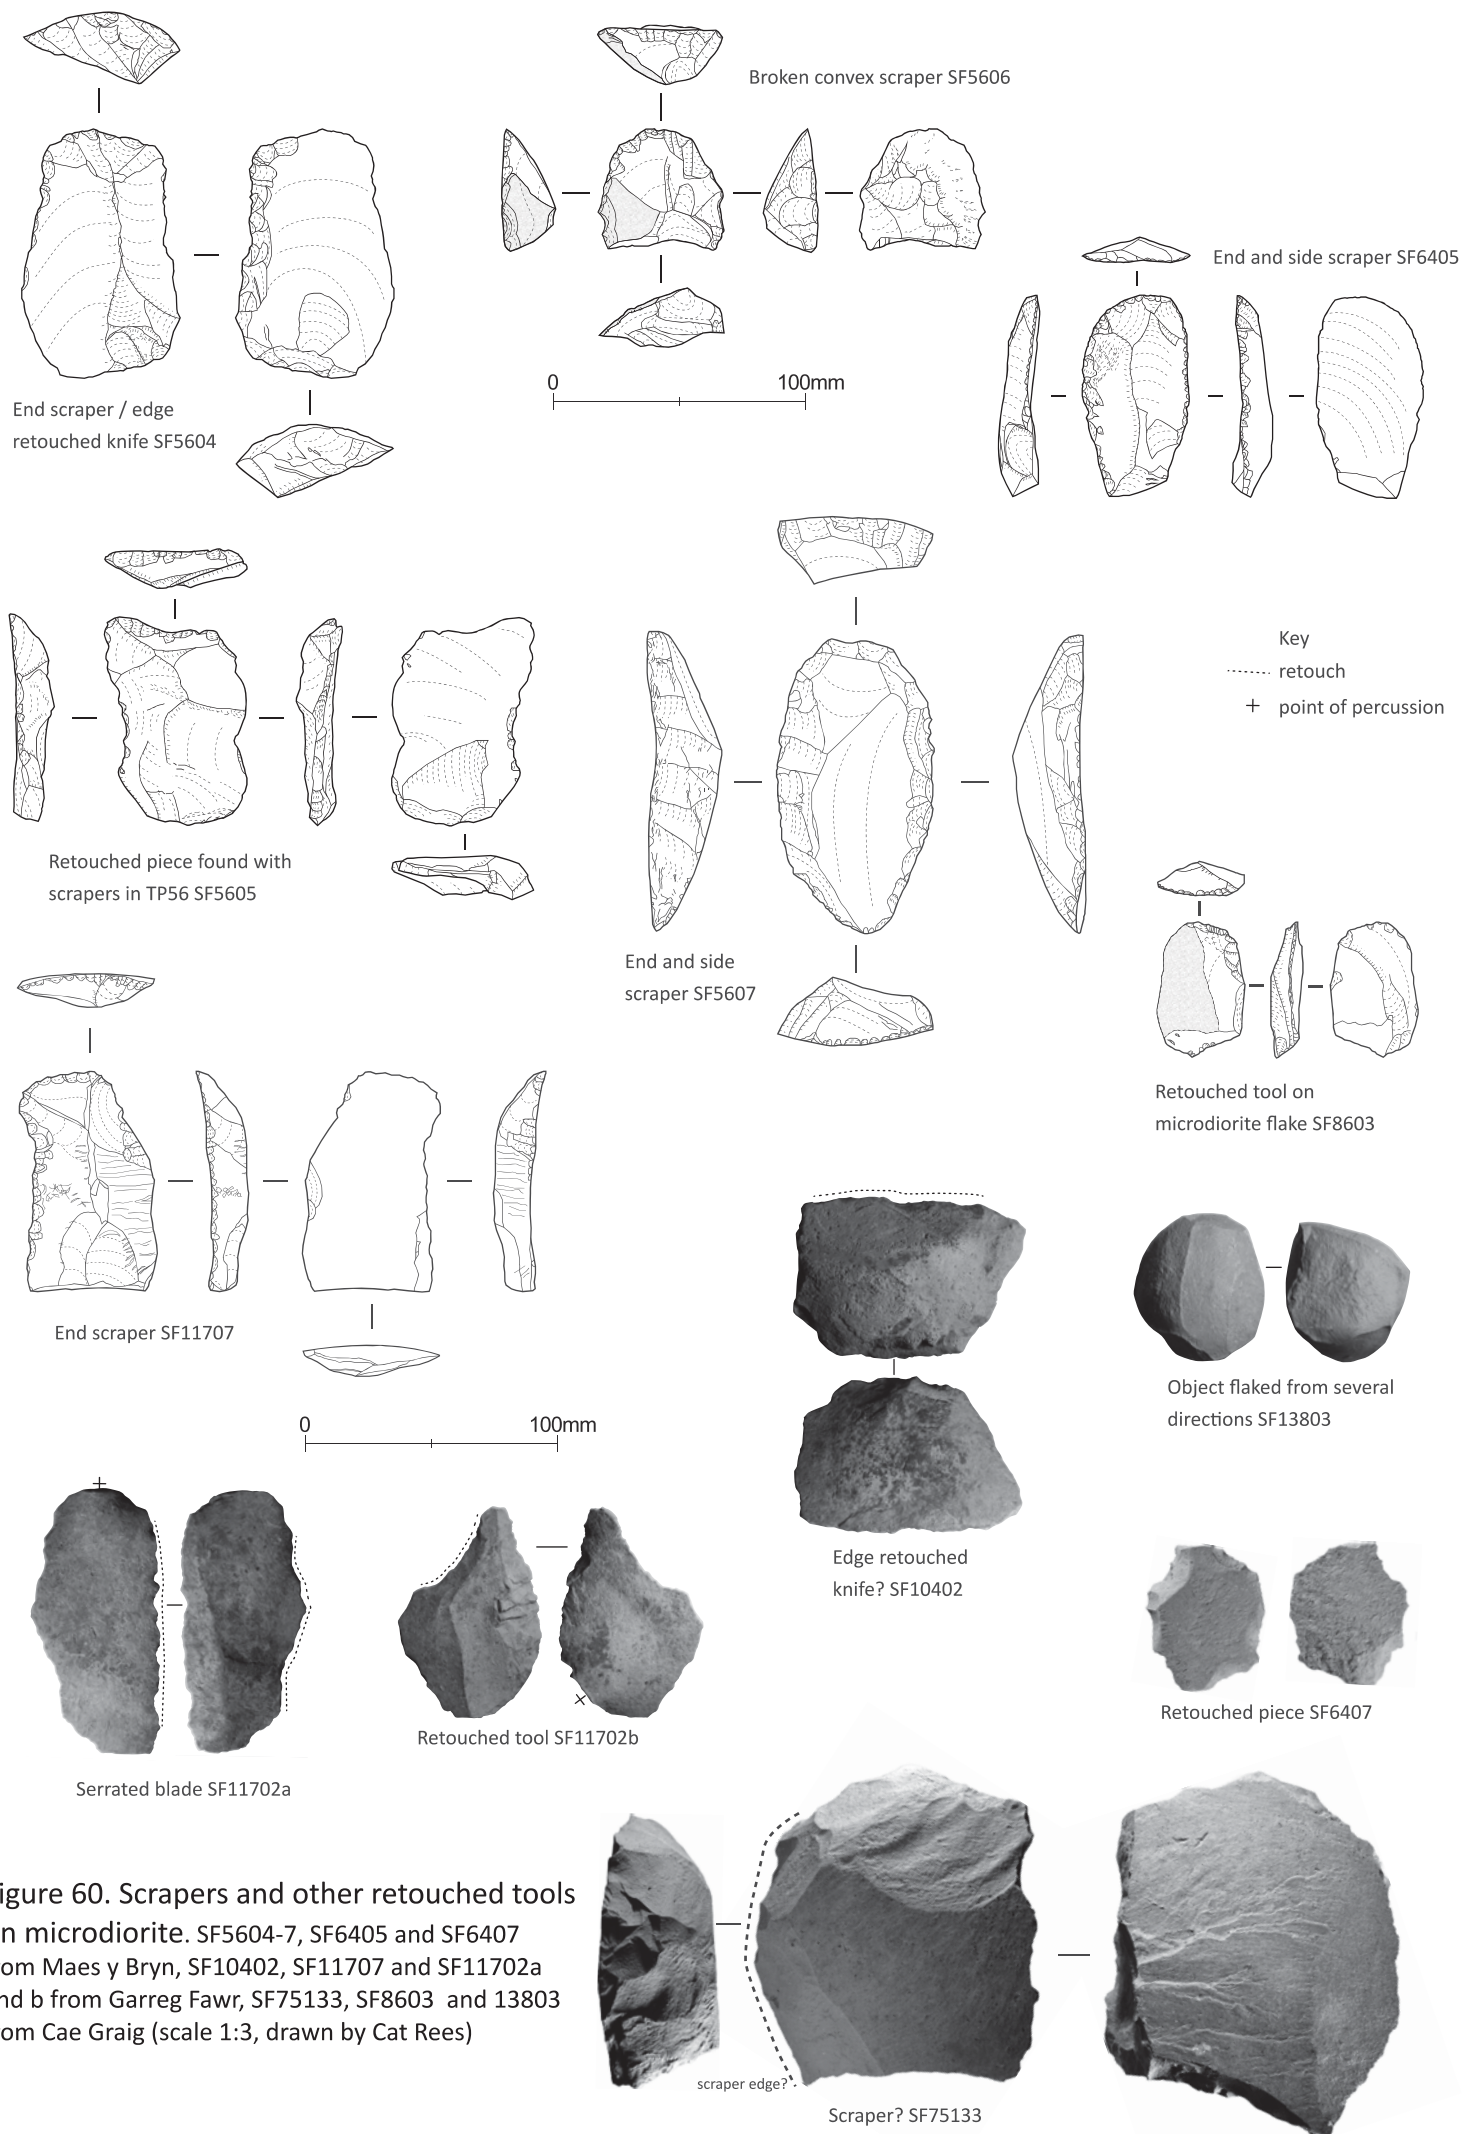 Broken convex scraper SF5606
End and side scraper SF6405
0 100mm
End scraper / edge
retouched knife SF5604
Key
retouch
+ point of percussion
Retouched piece found with
scrapers in TP56 SF5605
End and side
scraper SF5607
Retouched tool on
microdiorite flake SF8603
End scraper SF11707
Object flaked from several
directions SF13803
0 100mm
+
Edge retouched
knife? SF10402
+
Retouched piece SF6407
Retouched tool SF11702b
Serrated blade SF11702a
igure 60. Scrapers and other retouched tools
n microdiorite. SF5604-7, SF6405 and SF6407
rom Maes y Bryn, SF10402, SF11707 and SF11702a
nd b from Garreg Fawr, SF75133, SF8603 and 13803
rom Cae Graig (scale 1:3, drawn by Cat Rees)
scraper edge?
Scraper? SF75133